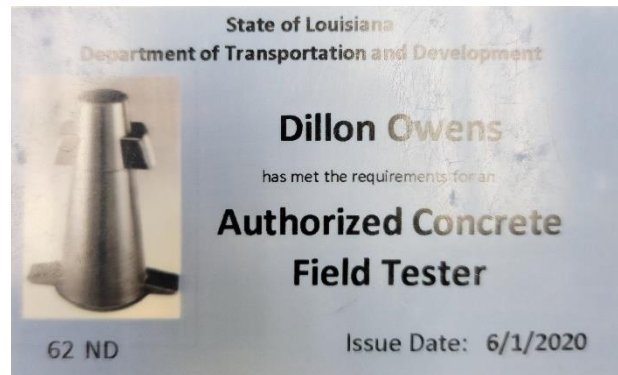 State of Louisiana
Department of Transportation and Development
Dillon Owens
has met the requirements for an
Authorized Concrete
Field Tester
62 ND
Issue Date: 6/1/2020